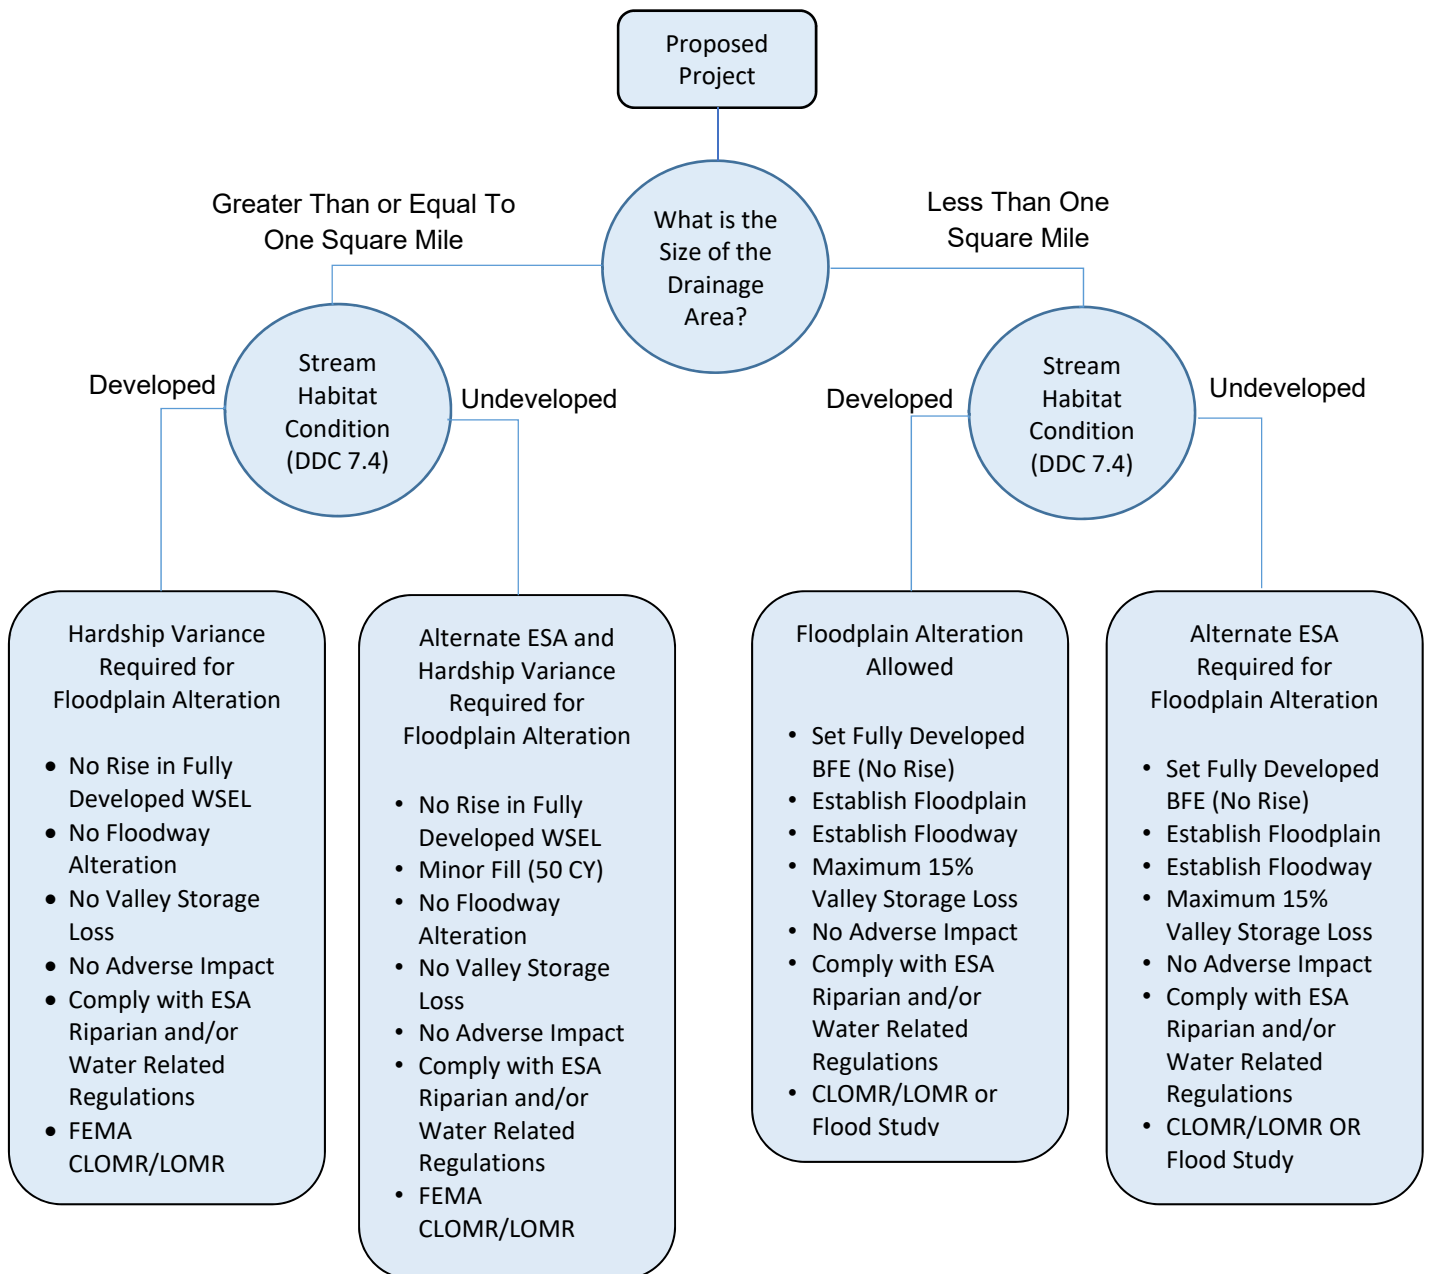 Proposed
Project
What is the
Size of the
Drainage
Area?
Greater Than or Equal To
One Square Mile
Less Than One
Square Mile
Stream
Habitat
Condition
(DDC 7.4)
Developed
Undeveloped
Stream
Habitat
Condition
(DDC 7.4)
Developed
Undeveloped
Hardship Variance
Required for
Floodplain Alteration
• No Rise in Fully
Developed WSEL
• No Floodway
Alteration
• No Valley Storage
Loss
• No Adverse Impact
• Comply with ESA
Riparian and/or
Water Related
Regulations
• FEMA
CLOMR/LOMR
Alternate ESA and
Hardship Variance
Required for
Floodplain Alteration
• No Rise in Fully
Developed WSEL
• Minor Fill (50 CY)
• No Floodway
Alteration
• No Valley Storage
Loss
• No Adverse Impact
• Comply with ESA
Riparian and/or
Water Related
Regulations
• FEMA
CLOMR/LOMR
Floodplain Alteration
Allowed
• Set Fully Developed
BFE (No Rise)
• Establish Floodplain
• Establish Floodway
• Maximum 15%
Valley Storage Loss
• No Adverse Impact
• Comply with ESA
Riparian and/or
Water Related
Regulations
• CLOMR/LOMR or
Flood Study
Alternate ESA
Required for
Floodplain Alteration
• Set Fully Developed
BFE (No Rise)
• Establish Floodplain
• Establish Floodway
• Maximum 15%
Valley Storage Loss
• No Adverse Impact
• Comply with ESA
Riparian and/or
Water Related
Regulations
• CLOMR/LOMR OR
Flood Study